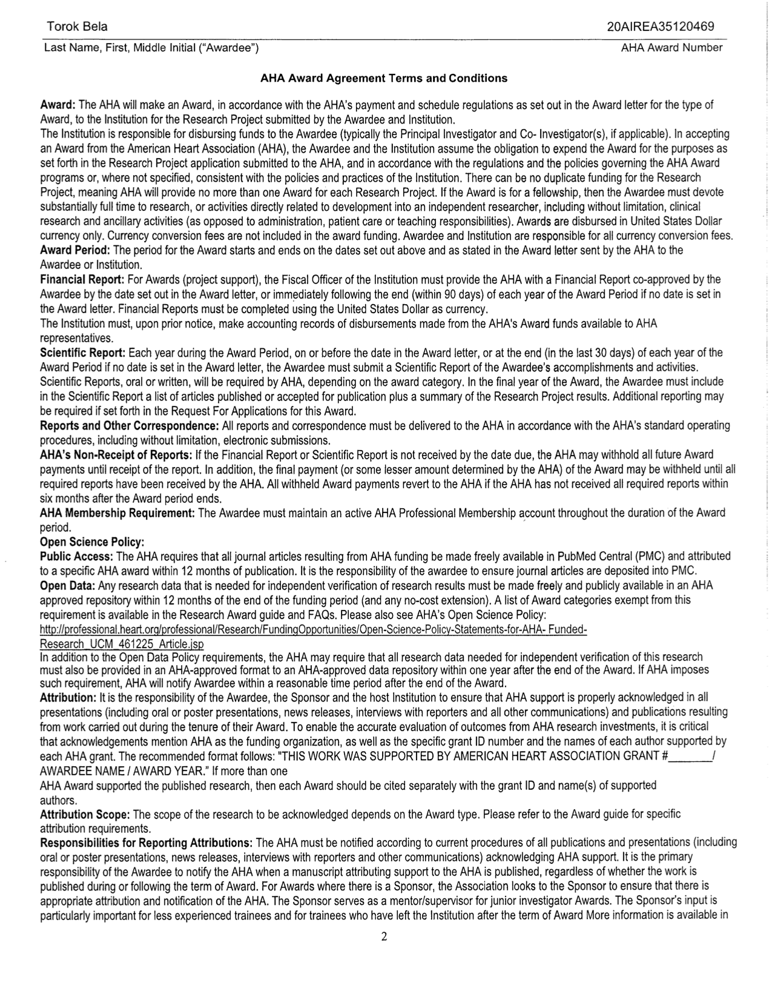 Torok Bela 20AIREA35120469
Last Name, First, Middle Initial (“Awardee”) AHA Award Number
AHA Award Agreement Terms and Conditions
Award: The AHA will make an Award, in accordance with the AHA’s payment and schedule regulations as set out in the Award letter for the type of
Award, to the Institution for the Research Project submitted by the Awardee and Institution.
The Institution is responsible for disbursing funds to the Awardee (typically the Principal Investigator and Co- Investigator(s), if applicable). In accepting
an Award from the American Heart Association (AHA), the Awardee and the Institution assume the obligation to expend the Award for the purposes as
set forth in the Research Project application submitted to the AHA, and in accordance with the regulations and the policies governing the AHA Award
programs or, where not specified, consistent with the policies and practices of the Institution. There can be no duplicate funding for the Research
Project, meaning AHA will provide no more than one Award for each Research Project. If the Award is for a fellowship, then the Awardee must devote
substantially full time to research, or activities directly related to development into an independent researcher, including without limitation, clinical
research and ancillary activities (as opposed to administration, patient care or teaching responsibilities). Awards are disbursed in United States Dollar
currency only. Currency conversion fees are not included in the award funding. Awardee and Institution are responsible for all currency conversion fees.
Award Period: The period for the Award starts and ends on the dates set out above and as stated in the Award letter sent by the AHA to the
Awardee or Institution.
Financial Report: For Awards (project support), the Fiscal Officer of the Institution must provide the AHA with a Financial Report co-approved by the
Awardee by the date set out in the Award letter, or immediately following the end (within 90 days) of each year of the Award Period if no date is set in
the Award letter. Financial Reports must be completed using the United States Dollar as currency.
The Institution must, upon prior notice, make accounting records of disbursements made from the AHA's Award funds available to AHA
representatives.
Scientific Report: Each year during the Award Period, on or before the date in the Award letter, or at the end (in the last 30 days) of each year of the
Award Period if no date is set in the Award letter, the Awardee must submit a Scientific Report of the Awardee's accomplishments and activities.
Scientific Reports, oral or written, will be required by AHA, depending on the award category. In the final year of the Award, the Awardee must include
in the Scientific Report a list of articles published or accepted for publication plus a summary of the Research Project results. Additional reporting may
be required if set forth in the Request For Applications for this Award.
Reports and Other Correspondence: All reports and correspondence must be delivered to the AHA in accordance with the AHA’s standard operating
procedures, including without limitation, electronic submissions.
AHA’s Non-Receipt of Reports: If the Financial Report or Scientific Report is not received by the date due, the AHA may withhold all future Award
payments until receipt of the report. In addition, the final payment (or some lesser amount determined by the AHA) of the Award may be withheld until all
required reports have been received by the AHA. All withheld Award payments revert to the AHA if the AHA has not received all required reports within
six months after the Award period ends.
AHA Membership Requirement: The Awardee must maintain an active AHA Professional Membership account throughout the duration of the Award
period.
Open Science Policy:
Public Access: The AHA requires that all journal articles resulting from AHA funding be made freely available in PubMed Central (PMC) and attributed
to a specific AHA award within 12 months of publication. It is the responsibility of the awardee to ensure journal articles are deposited into PMC.
Open Data: Any research data that is needed for independent verification of research results must be made freely and publicly available in an AHA
approved repository within 12 months of the end of the funding period (and any no-cost extension). A list of Award categories exempt from this
requirement is available in the Research Award guide and FAQs. Please also see AHA’s Open Science Policy:
http://professional.heart.org/professional/Research/FundingOpportunities/Open-Science-Policy-Statements-for-AHA- Funded-
Research_UCM_461225_Article.jsp
In addition to the Open Data Policy requirements, the AHA may require that all research data needed for independent verification of this research
must also be provided in an AHA-approved format to an AHA-approved data repository within one year after the end of the Award. If AHA imposes
such requirement, AHA will notify Awardee within a reasonable time period after the end of the Award.
Attribution: It is the responsibility of the Awardee, the Sponsor and the host Institution to ensure that AHA support is properly acknowledged in all
presentations (including oral or poster presentations, news releases, interviews with reporters and all other communications) and publications resulting
from work carried out during the tenure of their Award. To enable the accurate evaluation of outcomes from AHA research investments, it is critical
that acknowledgements mention AHA as the funding organization, as well as the specific grant ID number and the names of each author supported by
each AHA grant. The recommended format follows: "THIS WORK WAS SUPPORTED BY AMERICAN HEART ASSOCIATION GRANT #_______/
AWARDEE NAME / AWARD YEAR.” If more than one
AHA Award supported the published research, then each Award should be cited separately with the grant ID and name(s) of supported
authors.
Attribution Scope: The scope of the research to be acknowledged depends on the Award type. Please refer to the Award guide for specific
attribution requirements.
Responsibilities for Reporting Attributions: The AHA must be notified according to current procedures of all publications and presentations (including
oral or poster presentations, news releases, interviews with reporters and other communications) acknowledging AHA support. It is the primary
responsibility of the Awardee to notify the AHA when a manuscript attributing support to the AHA is published, regardless of whether the work is
published during or following the term of Award. For Awards where there is a Sponsor, the Association looks to the Sponsor to ensure that there is
appropriate attribution and notification of the AHA. The Sponsor serves as a mentor/supervisor for junior investigator Awards. The Sponsor's input is
particularly important for less experienced trainees and for trainees who have left the Institution after the term of Award More information is available in
2